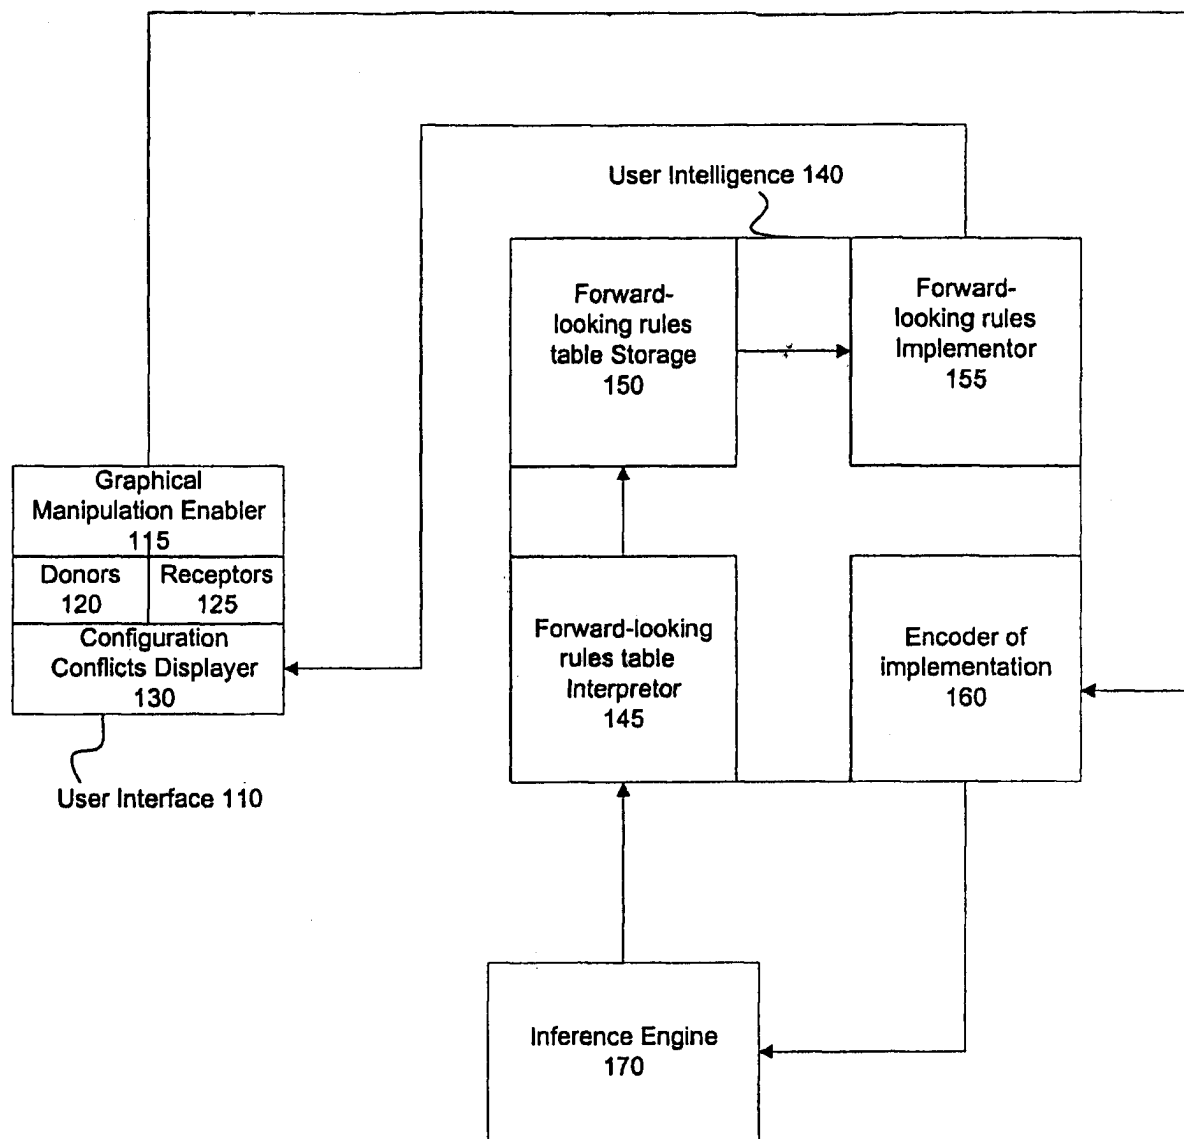 User Intelligence 140
Forward-
looking rules
table Storage
150
Forward-
looking rules
Implementor
155
Graphical
Manipulation Enabler
115
Donors
120
Receptors
125
Configuration
Conflicts Displayer
130
User Interface 110
Forward-looking
rules table
Interpretor
145
Encoder of
implementation
160
Inference Engine
170